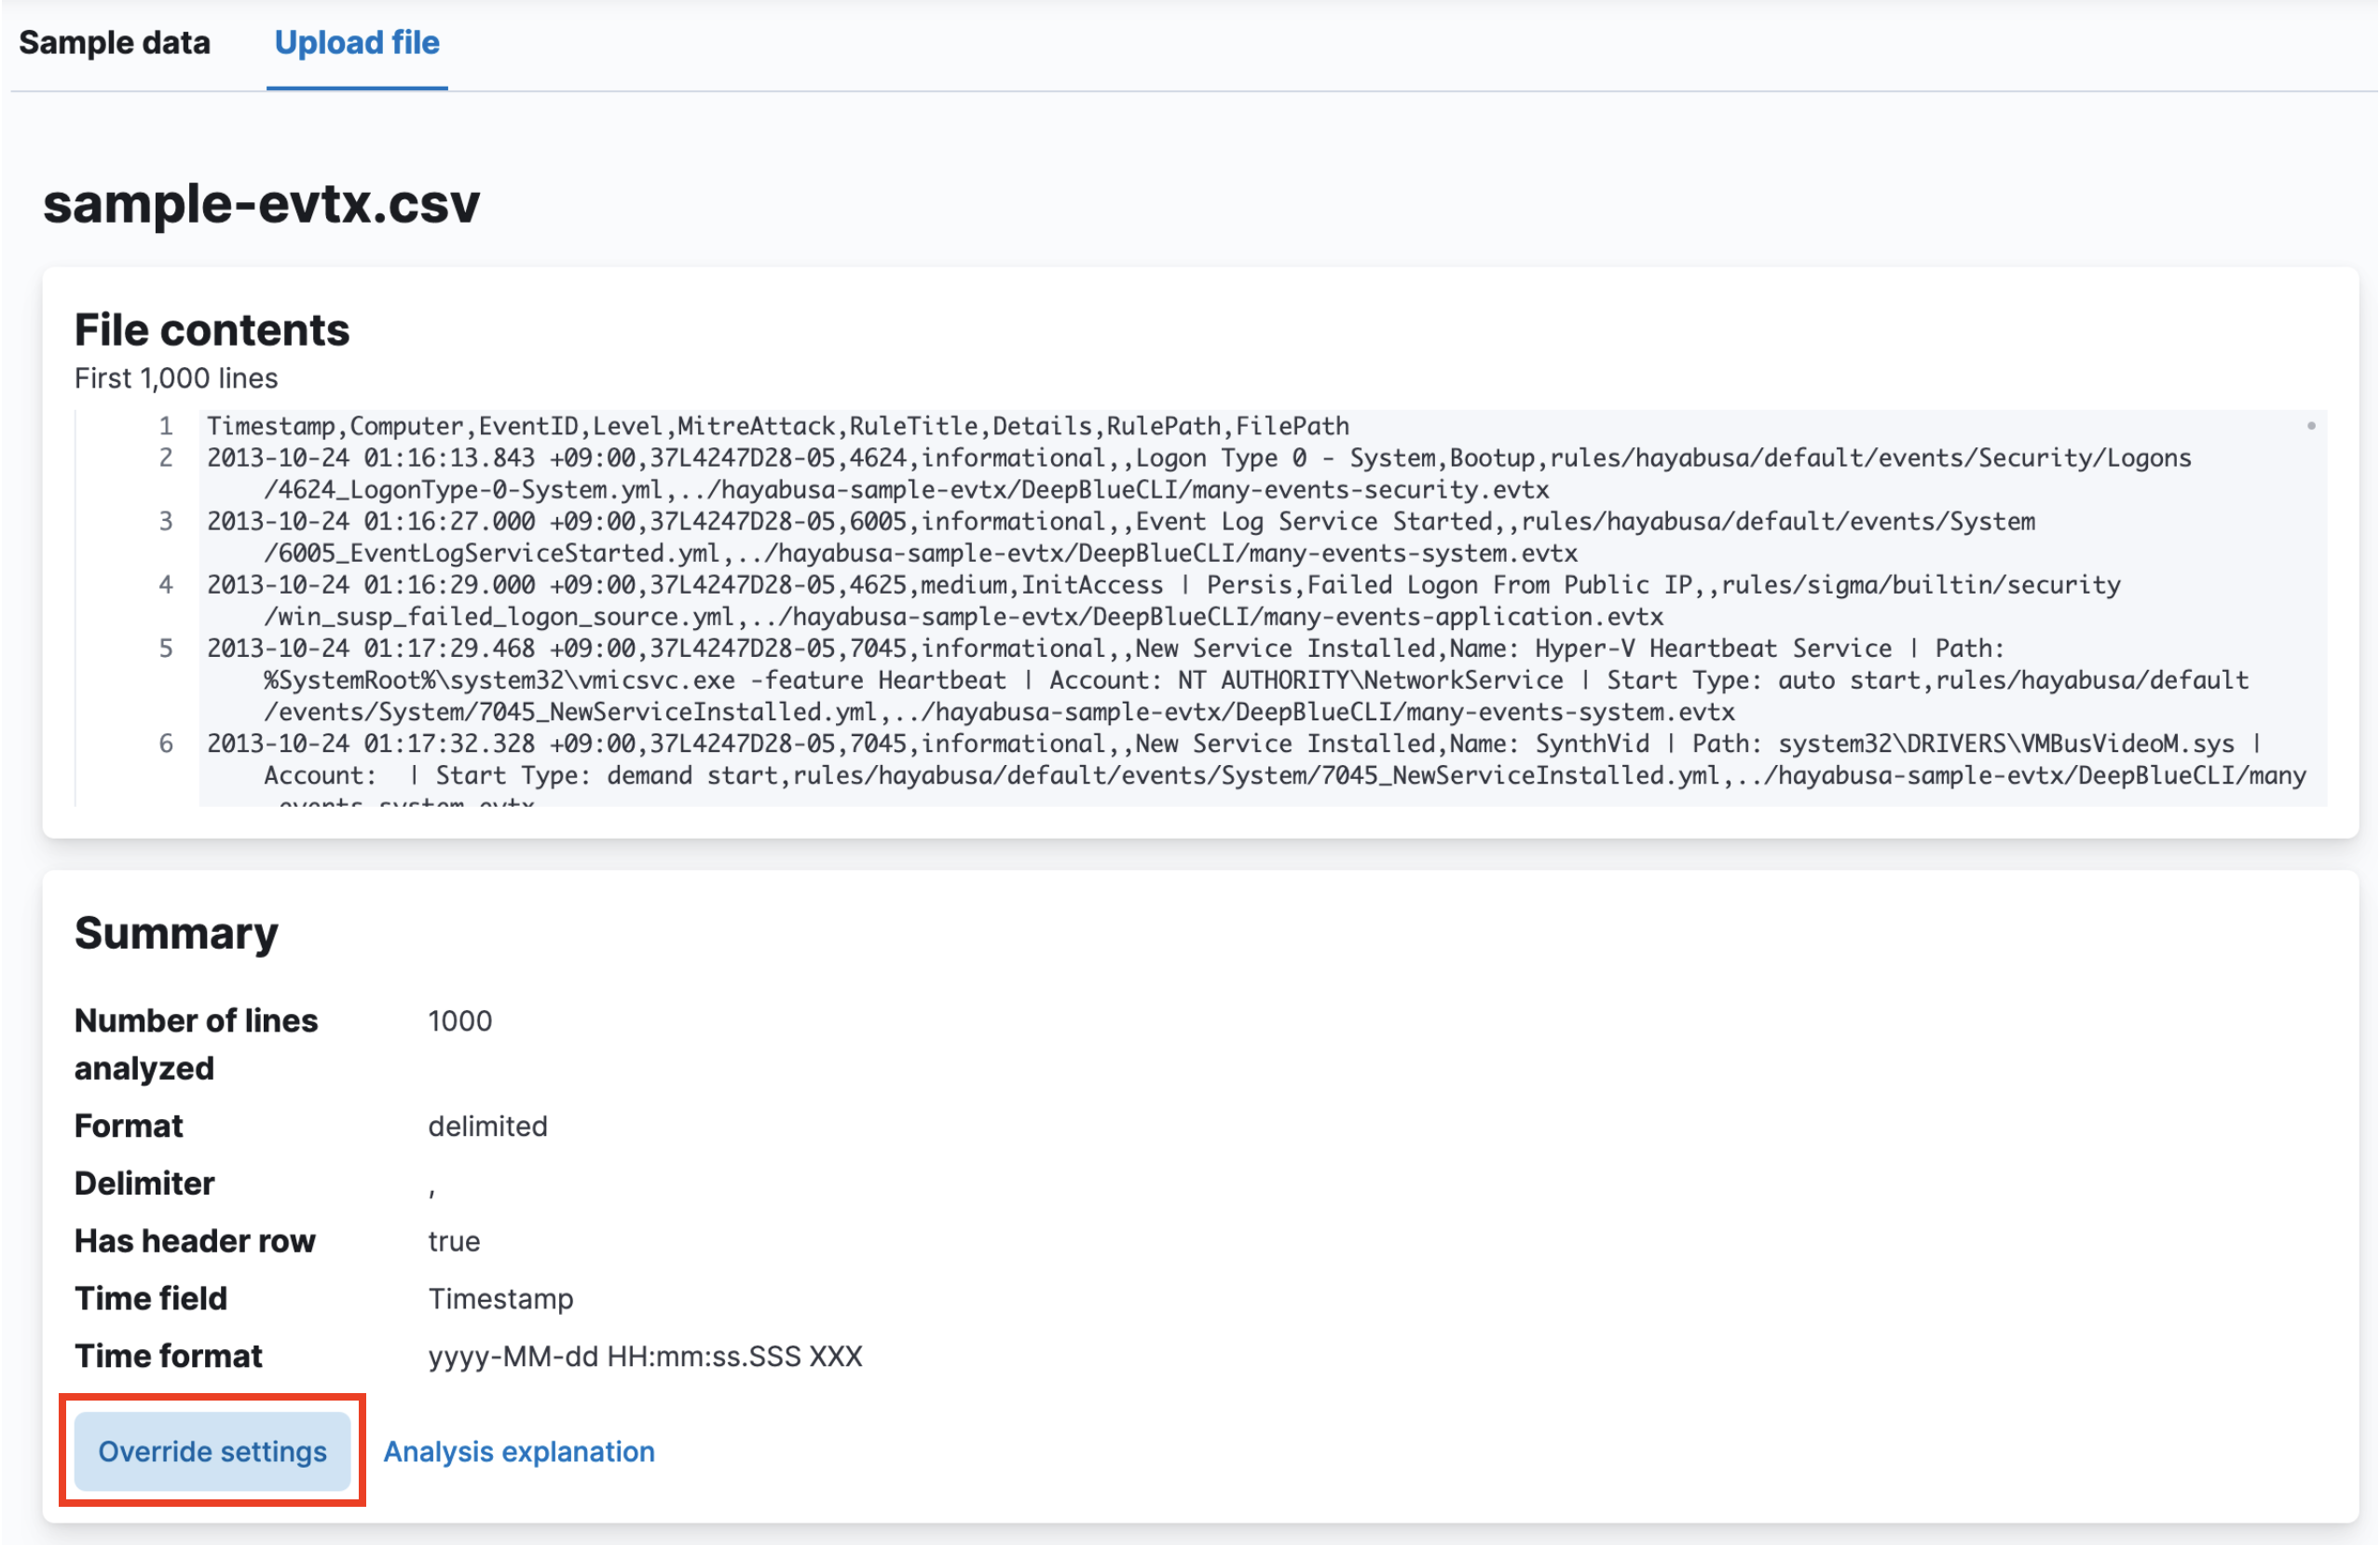 Sample data Upload file
sample-evtx.csv
File contents
First 1,000 lines
1 Timestamp,Computer,EventID,Level,MitreAttack,RuleTitle,Details,RulePath,FilePath
2 2013-10-24 01:16:13.843 +09:00,37L4247D28-05,4624,informational,,Logon Type 0 - System,Bootup,rules/hayabusa/default/events/Security/Logons
/4624_LogonType-0-System.yml,../hayabusa-sample-evtx/DeepBlueCLI/many-events-security.evtx
3 2013-10-24 01:16:27.000 +09:00,37L4247D28-05,6005,informational,,Event Log Service Started,,rules/hayabusa/default/events/System
/6005_EventLogServiceStarted.yml,../hayabusa-sample-evtx/DeepBlueCLI/many-events-system.evtx
4 2013-10-24 01:16:29.000 +09:00,37L4247D28-05,4625,medium,InitAccess | Persis,Failed Logon From Public IP,,rules/sigma/builtin/security
/win_susp_failed_logon_source.yml,../hayabusa-sample-evtx/DeepBlueCLI/many-events-application.evtx
5 2013-10-24 01:17:29.468 +09:00,37L4247D28-05,7045,informational,,New Service Installed,Name: Hyper-V Heartbeat Service | Path:
%SystemRoot%\system32\vmicsvc.exe -feature Heartbeat | Account: NT AUTHORITY\NetworkService | Start Type: auto start,rules/hayabusa/default
/events/System/7045_NewServiceInstalled.yml,../hayabusa-sample-evtx/DeepBlueCLI/many-events-system.evtx
6 2013-10-24 01:17:32.328 +09:00,37L4247D28-05,7045,informational,,New Service Installed,Name: SynthVid | Path: system32\DRIVERS\VMBusVideoM.sys |
Account:  | Start Type: demand start,rules/hayabusa/default/events/System/7045_NewServiceInstalled.yml,../hayabusa-sample-evtx/DeepBlueCLI/many
-events-system.evtx
Summary
Number of lines analyzed 1000
Format delimited
Delimiter ,
Has header row true
Time field Timestamp
Time format yyyy-MM-dd HH:mm:ss.SSS XXX
Override settings Analysis explanation